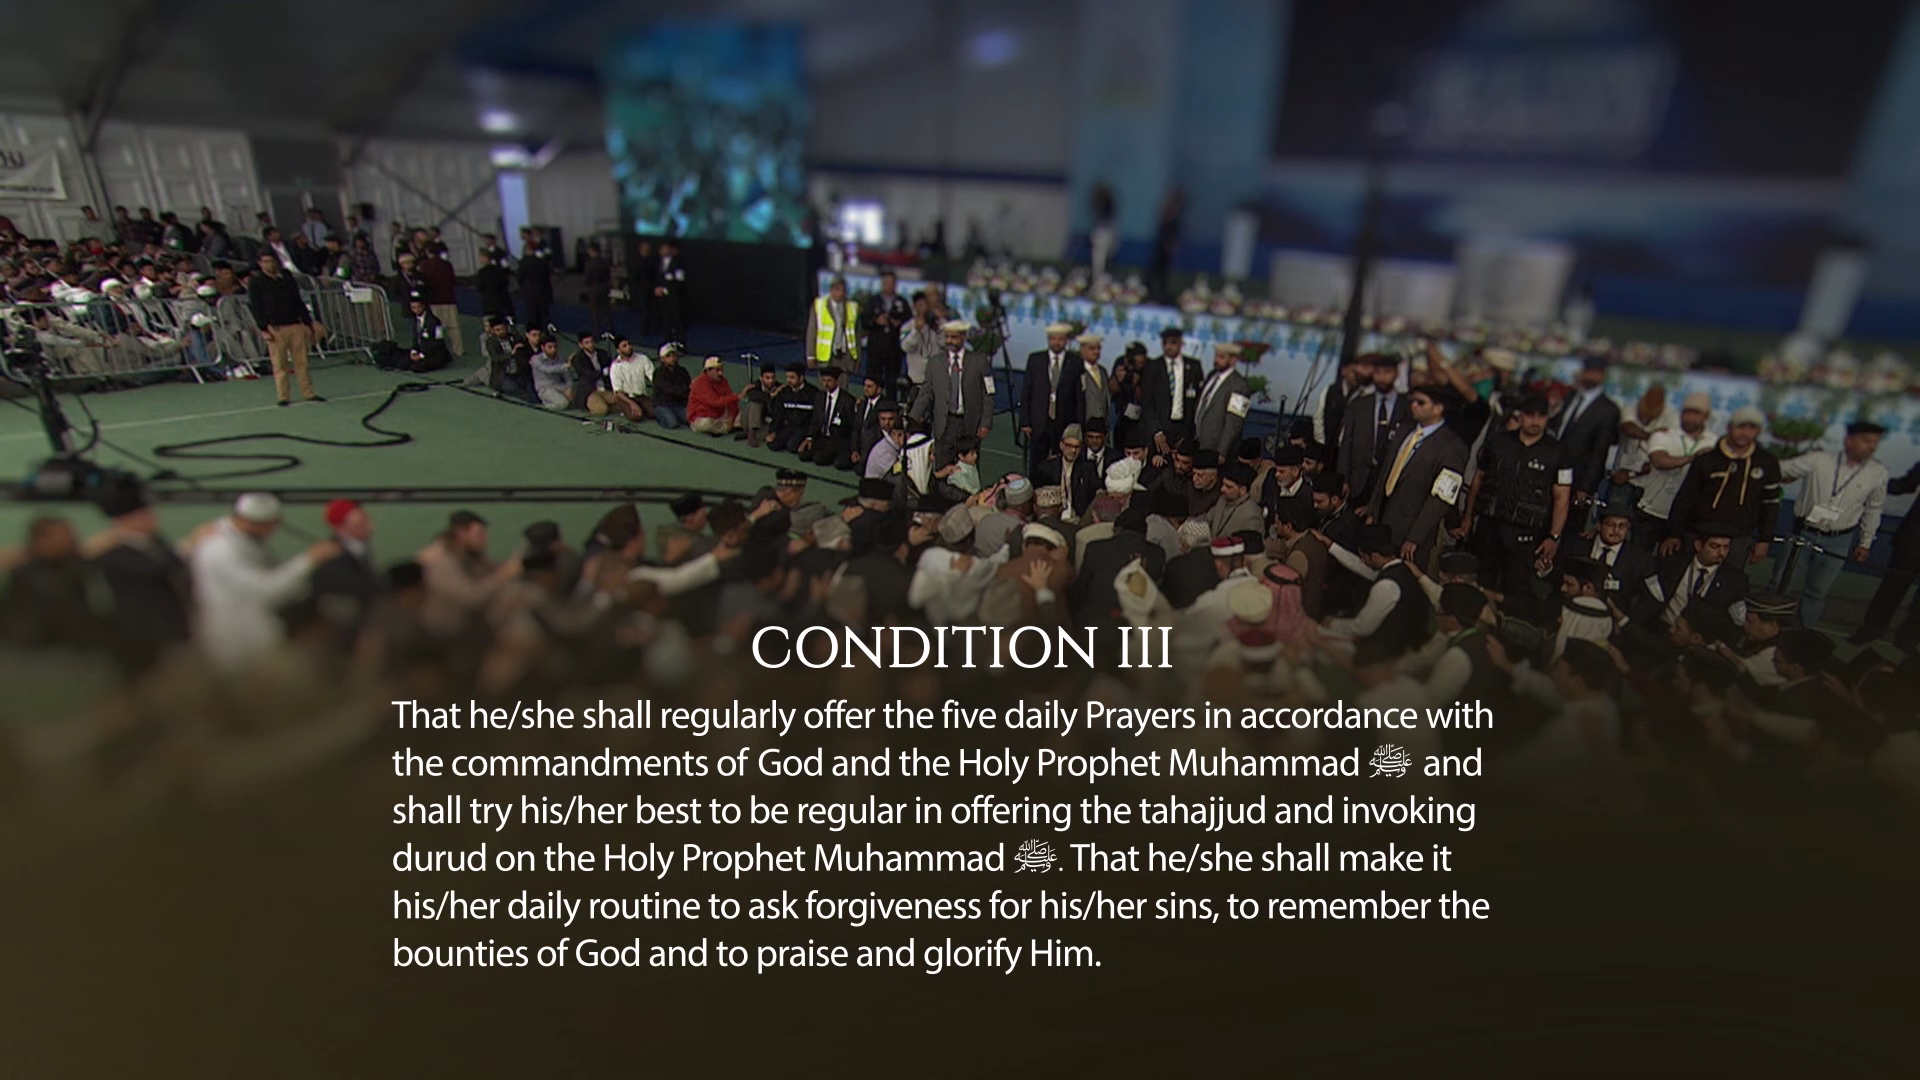 CONDITION III
That he/she shall regularly offer the five daily Prayers in accordance with
the commandments of God and the Holy Prophet Muhammad ﷺ and
shall try his/her best to be regular in offering the tahajjud and invoking
durud on the Holy Prophet Muhammad ﷺ. That he/she shall make it
his/her daily routine to ask forgiveness for his/her sins, to remember the
bounties of God and to praise and glorify Him.